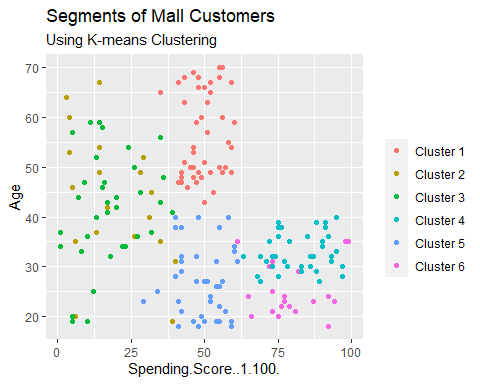 Segments of Mall Customers
Using K-means Clustering
70
60
50
40
30
20
Age
0
25
50
75
100
Spending.Score..1.100.
Cluster 1
Cluster 2
Cluster 3
Cluster 4
Cluster 5
Cluster 6